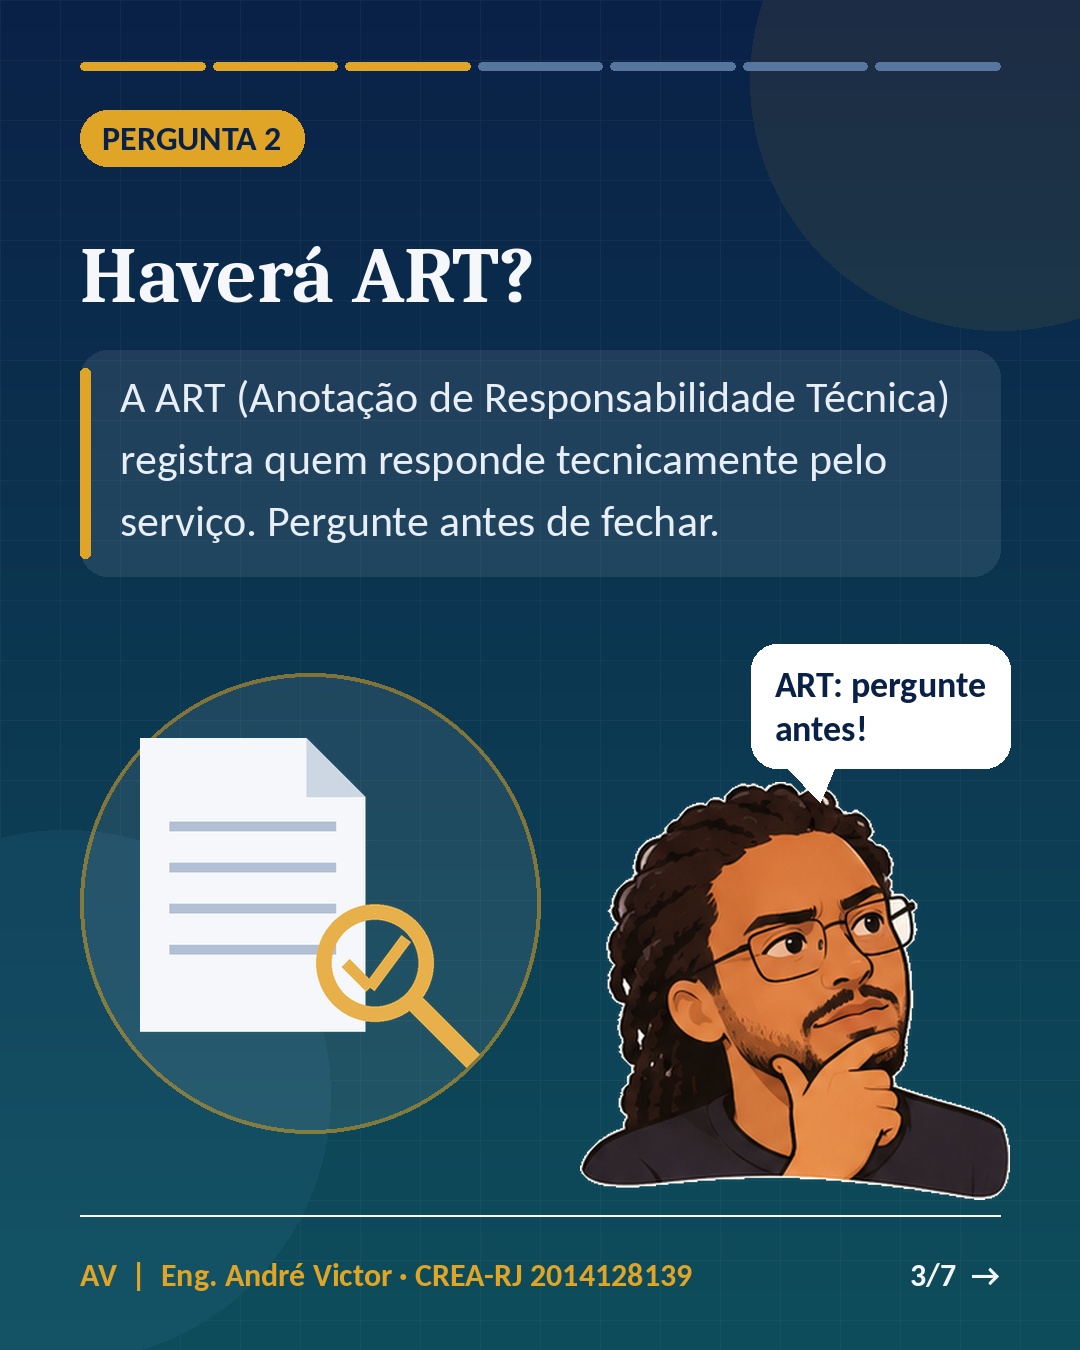 PERGUNTA 2
Haverá ART?
A ART (Anotação de Responsabilidade Técnica)
registra quem responde tecnicamente pelo
serviço. Pergunte antes de fechar.
ART: pergunte
antes!
AV | Eng. André Victor · CREA-RJ 2014128139
3/7 →